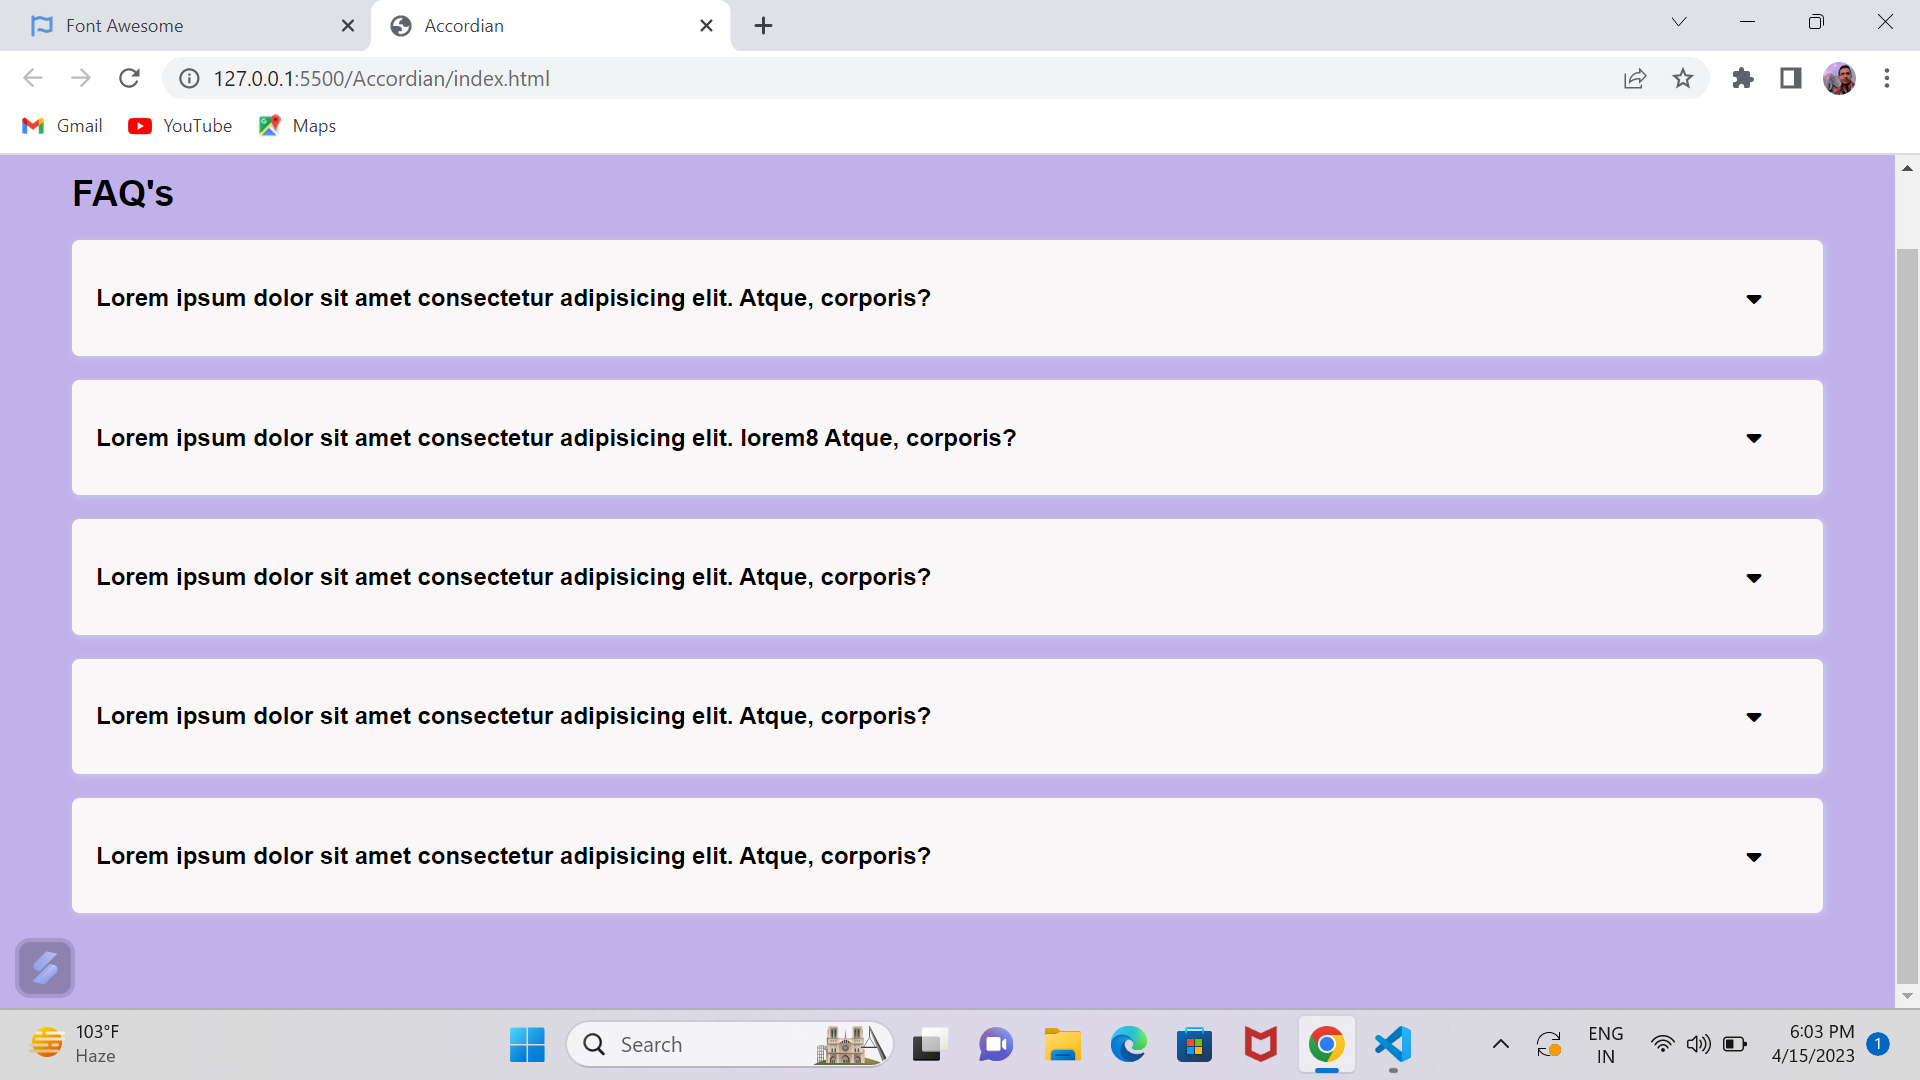 Font Awesome
Accordian
127.0.0.1:5500/Accordian/index.html
Gmail YouTube Maps
FAQ's
Lorem ipsum dolor sit amet consectetur adipisicing elit. Atque, corporis?
Lorem ipsum dolor sit amet consectetur adipisicing elit. lorem8 Atque, corporis?
Lorem ipsum dolor sit amet consectetur adipisicing elit. Atque, corporis?
Lorem ipsum dolor sit amet consectetur adipisicing elit. Atque, corporis?
Lorem ipsum dolor sit amet consectetur adipisicing elit. Atque, corporis?
103°F
Haze
Search
ENG
IN
6:03 PM
4/15/2023
1